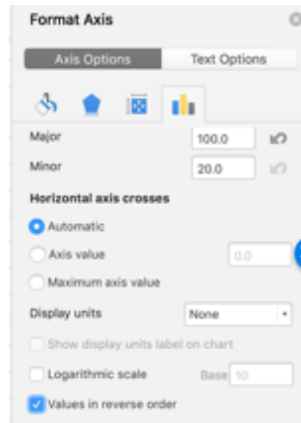 Format Axis
Axis Options Text Options
Major 100.0
Minor 20.0
Horizontal axis crosses
Automatic
Axis value 0.0
Maximum axis value
Display units None
Show display units label on chart
Logarithmic scale Base 10
Values in reverse order